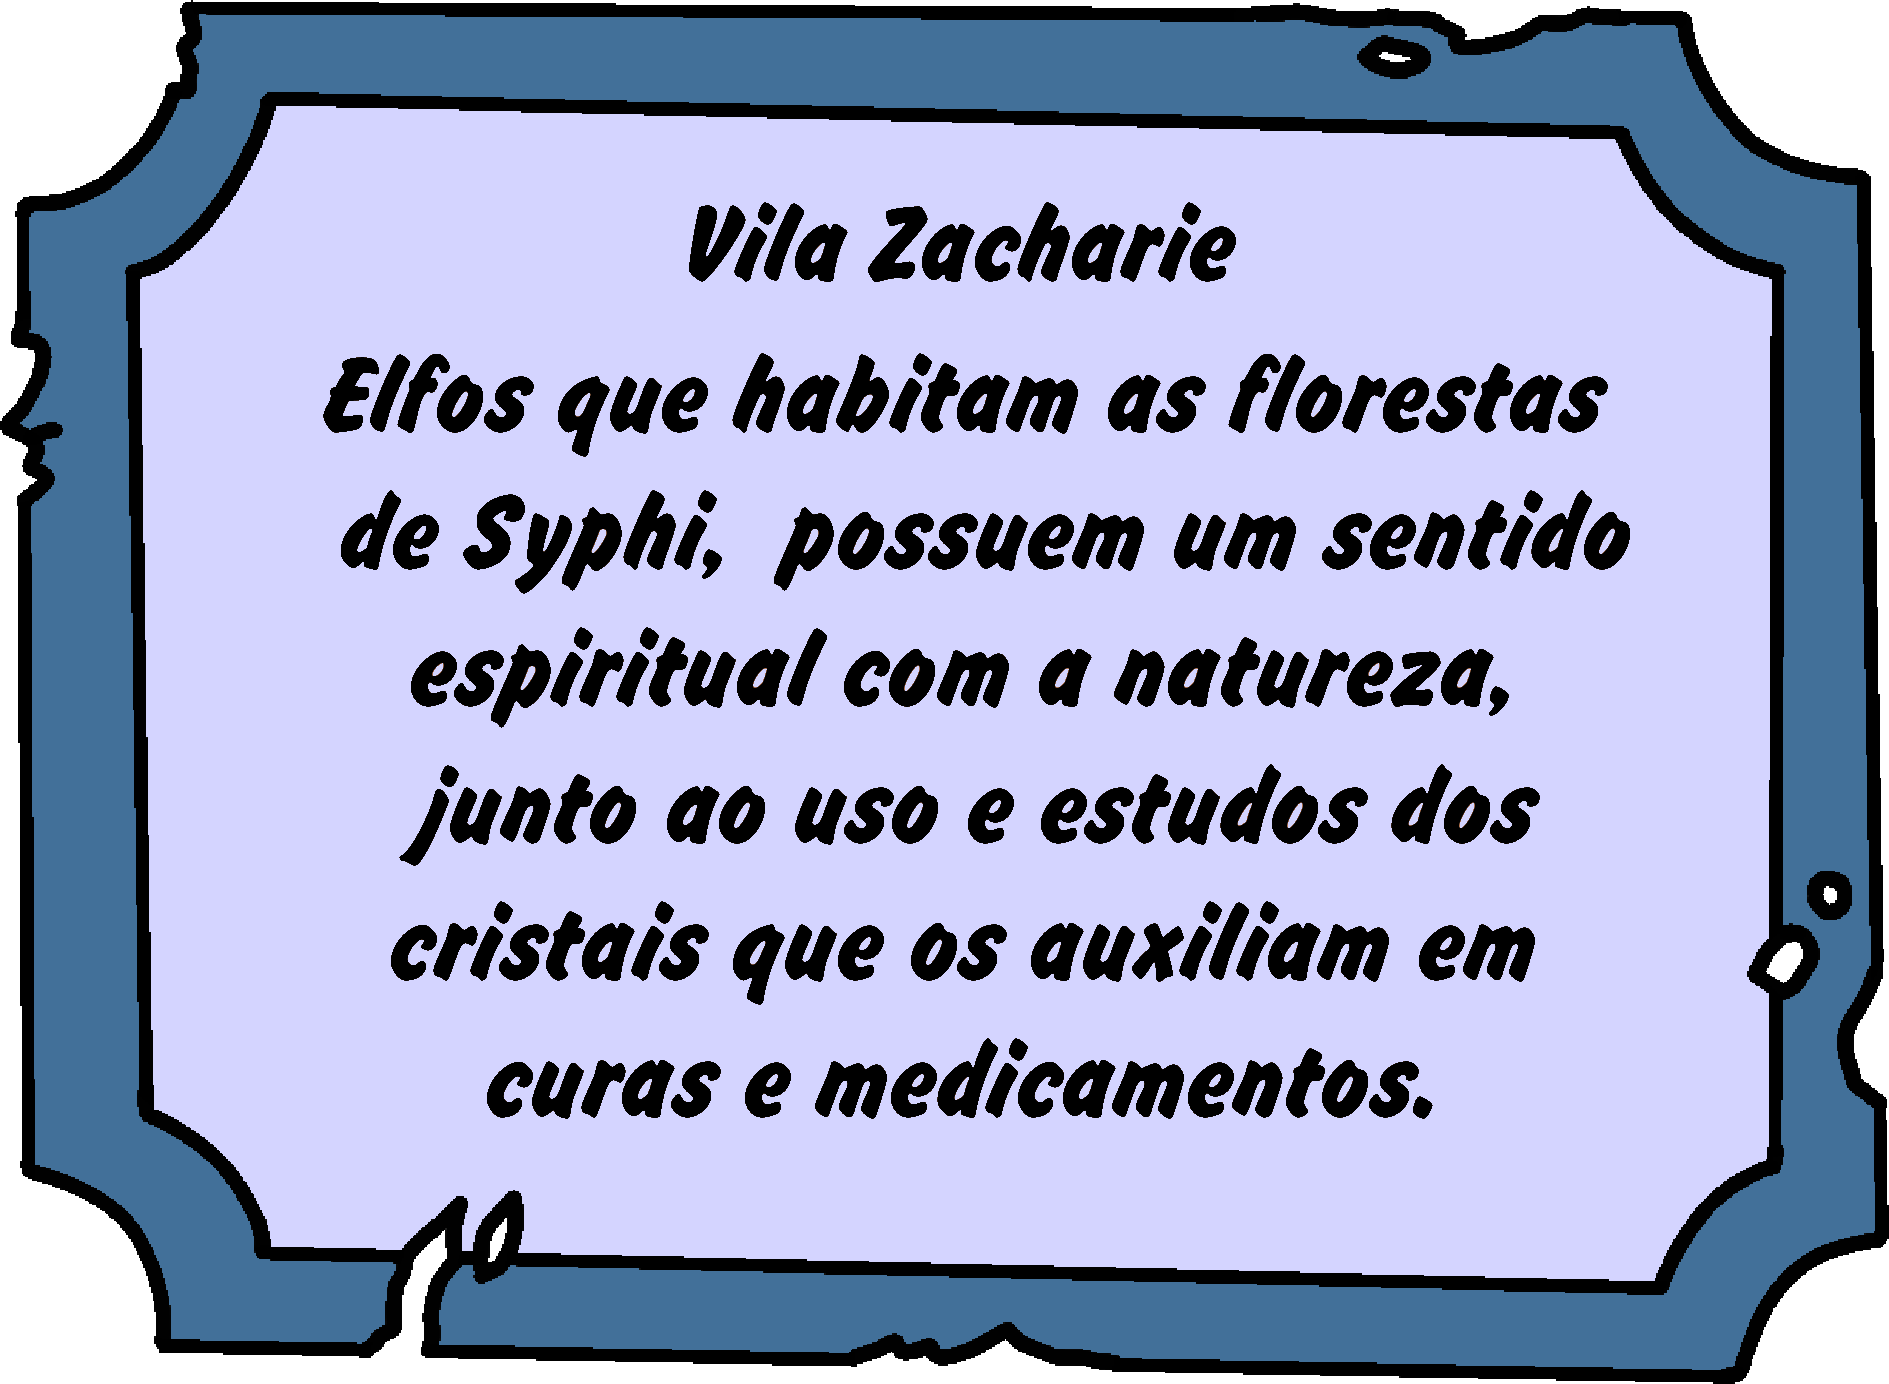 Vila Zacharie
Elfos que habitam as florestas
de Syphi, possuem um sentido
espiritual com a natureza,
junto ao uso e estudos dos
cristais que os auxiliam em
curas e medicamentos.